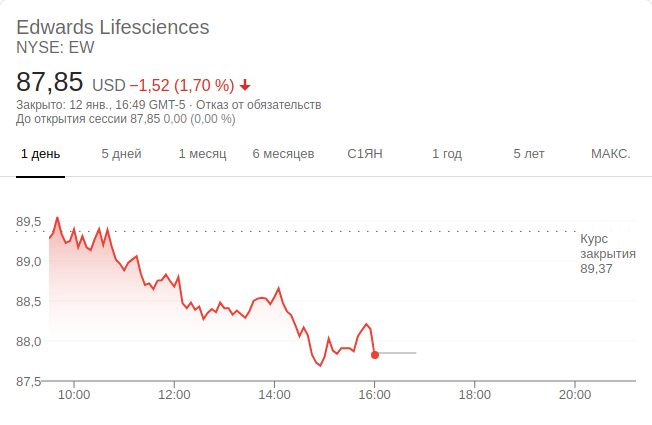 Edwards Lifesciences
NYSE: EW
87,85 USD −1,52 (1,70 %)
Закрыто: 12 янв., 16:49 GMT-5 · Отказ от обязательств
До открытия сессии 87,85 0,00 (0,00 %)
1 день 5 дней 1 месяц 6 месяцев С1ЯН 1 год 5 лет МАКС.
89,5
Курс
закрытия
89,37
89,0
88,5
88,0
87,5
10:00 12:00 14:00 16:00 18:00 20:00